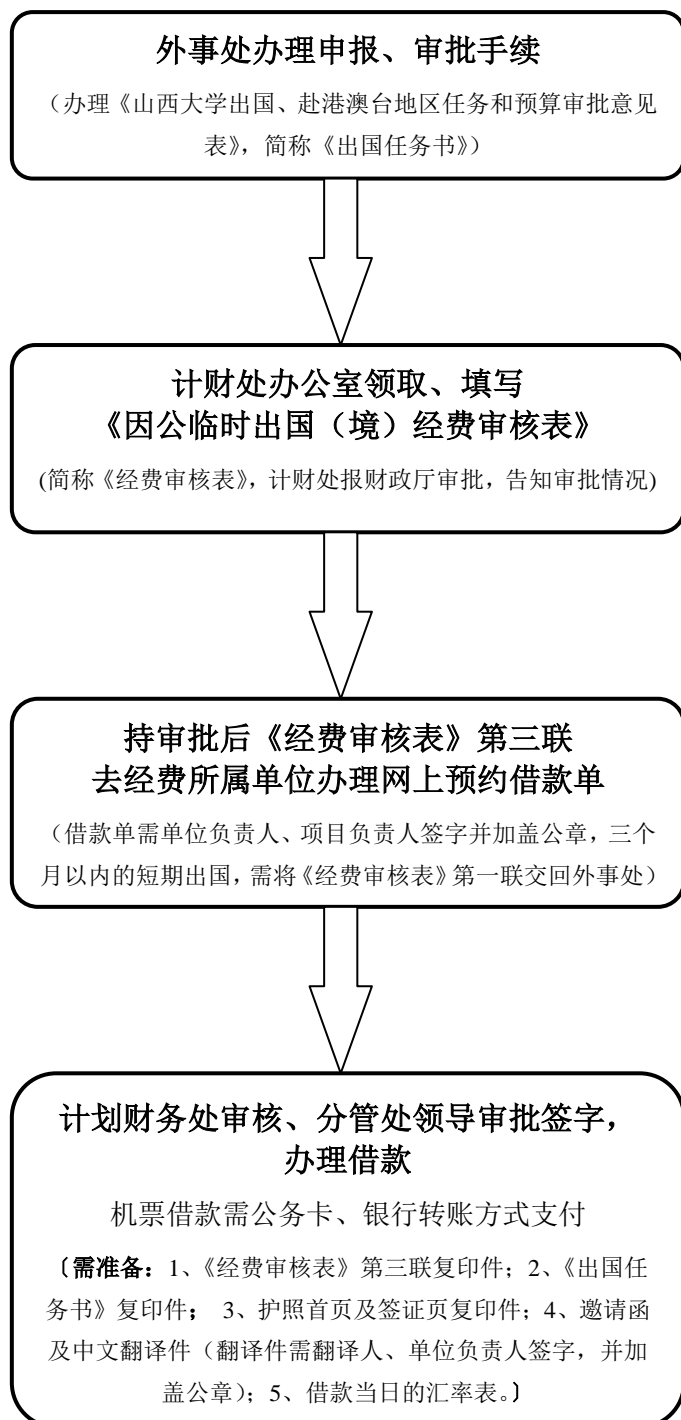 外事处办理申报、审批手续
（办理《山西大学出国、赴港澳台地区任务和预算审批意见
表》，简称《出国任务书》）
计财处办公室领取、填写
《因公临时出国（境）经费审核表》
(简称《经费审核表》，计财处报财政厅审批，告知审批情况)
持审批后《经费审核表》第三联
去经费所属单位办理网上预约借款单
（借款单需单位负责人、项目负责人签字并加盖公章，三个
月以内的短期出国，需将《经费审核表》第一联交回外事处）
计划财务处审核、分管处领导审批签字，
办理借款
机票借款需公务卡、银行转账方式支付
〔需准备：1、《经费审核表》第三联复印件；2、《出国任
务书》复印件； 3、护照首页及签证页复印件；4、邀请函
及中文翻译件（翻译件需翻译人、单位负责人签字，并加
盖公章）；5、借款当日的汇率表。〕